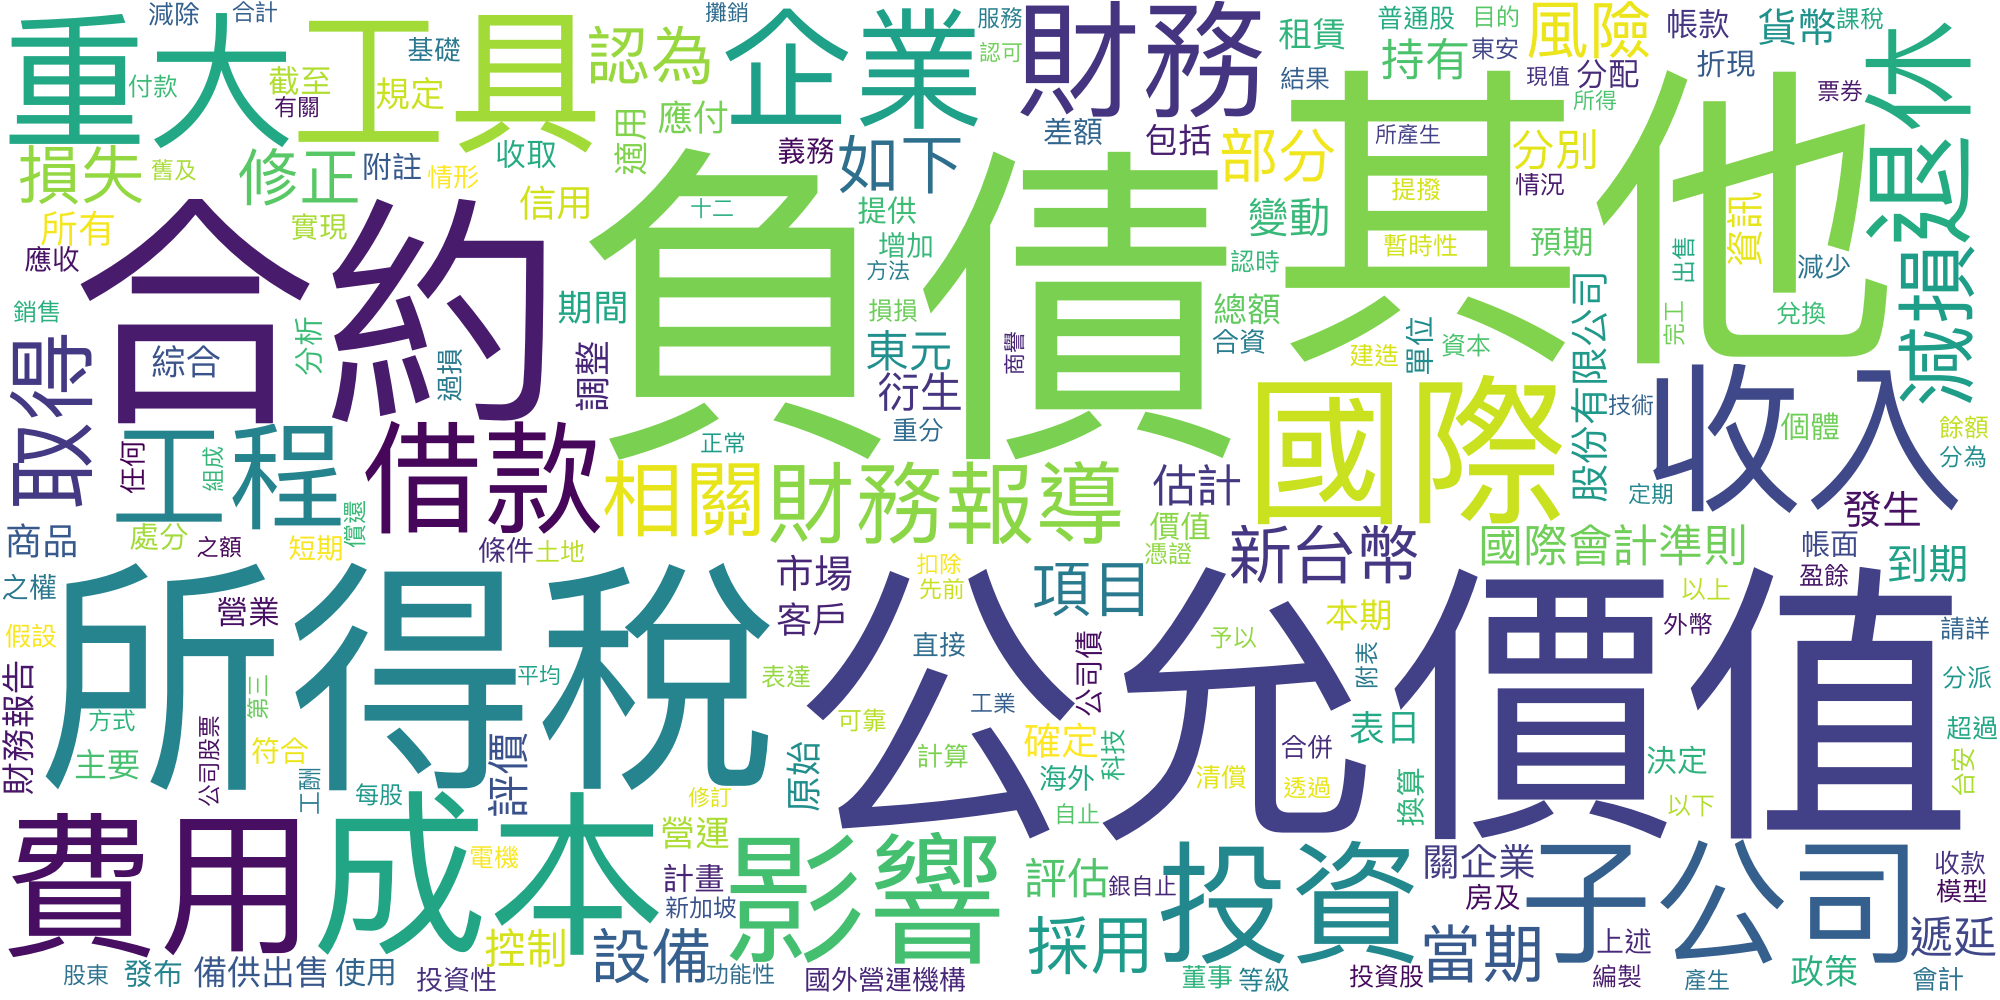 減除
合計
攤銷
服務
普通股
目的
課稅
重大
工具
基礎
認為
企業
認可
財務
租賃
持有
東安
風險
帳款
貨幣
折現
退休
付款
截至
有關
規定
應付
適用
差額
包括
結果
現值
分配
所得
票券
損失
舊及
修正
附註
情形
收取
義務
如下
部分
所產生
分別
情況
其他
所有
應收
實現
信用
合約
負債
十二
提供
增加
方法
損損
變動
認時
提撥
暫時性
預期
資訊
出售
減少
減損
銷售
取得
綜合
分析
過損
期間
調整
東元
衍生
重分
商譽
總額
合資
建造
單位
資本
股份有限公司
完工
兌換
國際
收入
技術
個體
餘額
分為
任何
工程
組成
借款
正常
相關
財務報導
估計
價值
憑證
定期
發生
商品
處分
之額
短期
償還
條件
土地
市場
扣除
先前
項目
新台幣
國際會計準則
帳面
盈餘
到期
之權
假設
營業
所得稅
客戶
直接
公允價值
予以
本期
以上
外幣
請詳
財務報告
方式
主要
公司股票
第三
符合
工酬
平均
表達
評價
原始
可靠
計算
工業
公司債
確定
海外
科技
附表
表日
合併
清償
透過
換算
決定
以下
分派
超過
台安
每股
費用
成本
修訂
營運
電機
計畫
新加坡
影響
自止
評估
銀自止
採用
投資
關企業
房及
子公司
收款
模型
當期
上述
遞延
股東
發布
備供出售
使用
投資性
控制
設備
功能性
國外營運機構
董事
等級
投資股
編製
產生
政策
會計